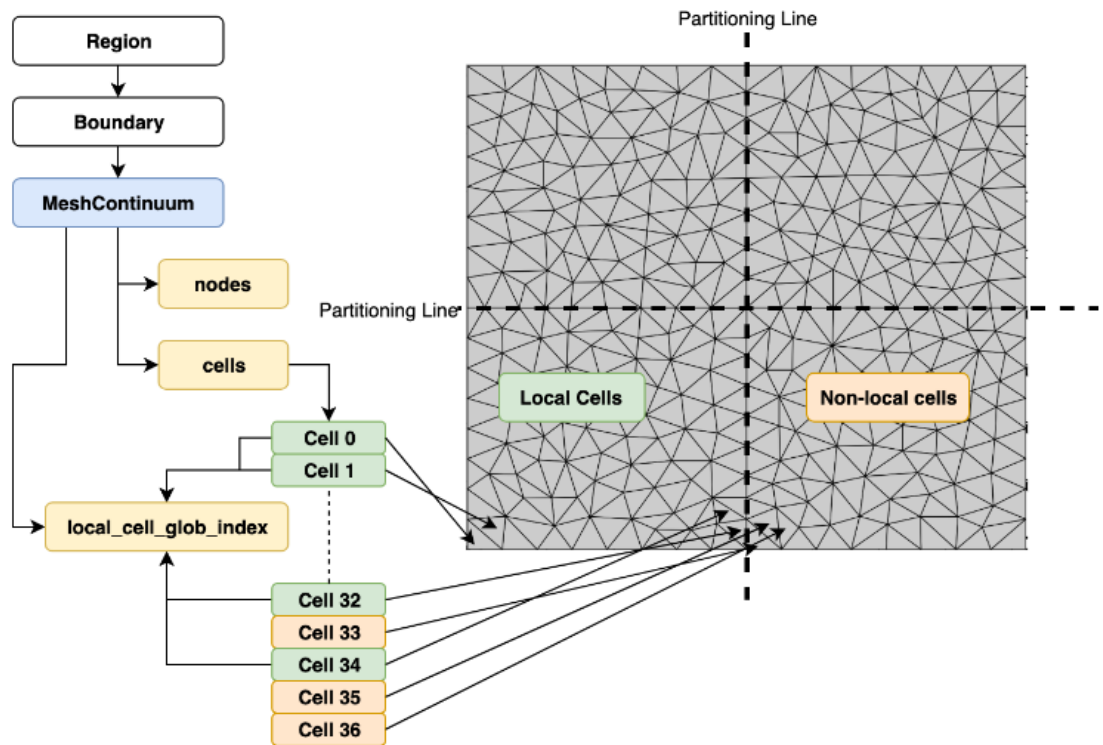 Partitioning Line
Region
Boundary
MeshContinuum
nodes
Partitioning Line
cells
Local Cells
Non-local cells
Cell 0
Cell 1
local_cell_glob_index
Cell 32
Cell 33
Cell 34
Cell 35
Cell 36